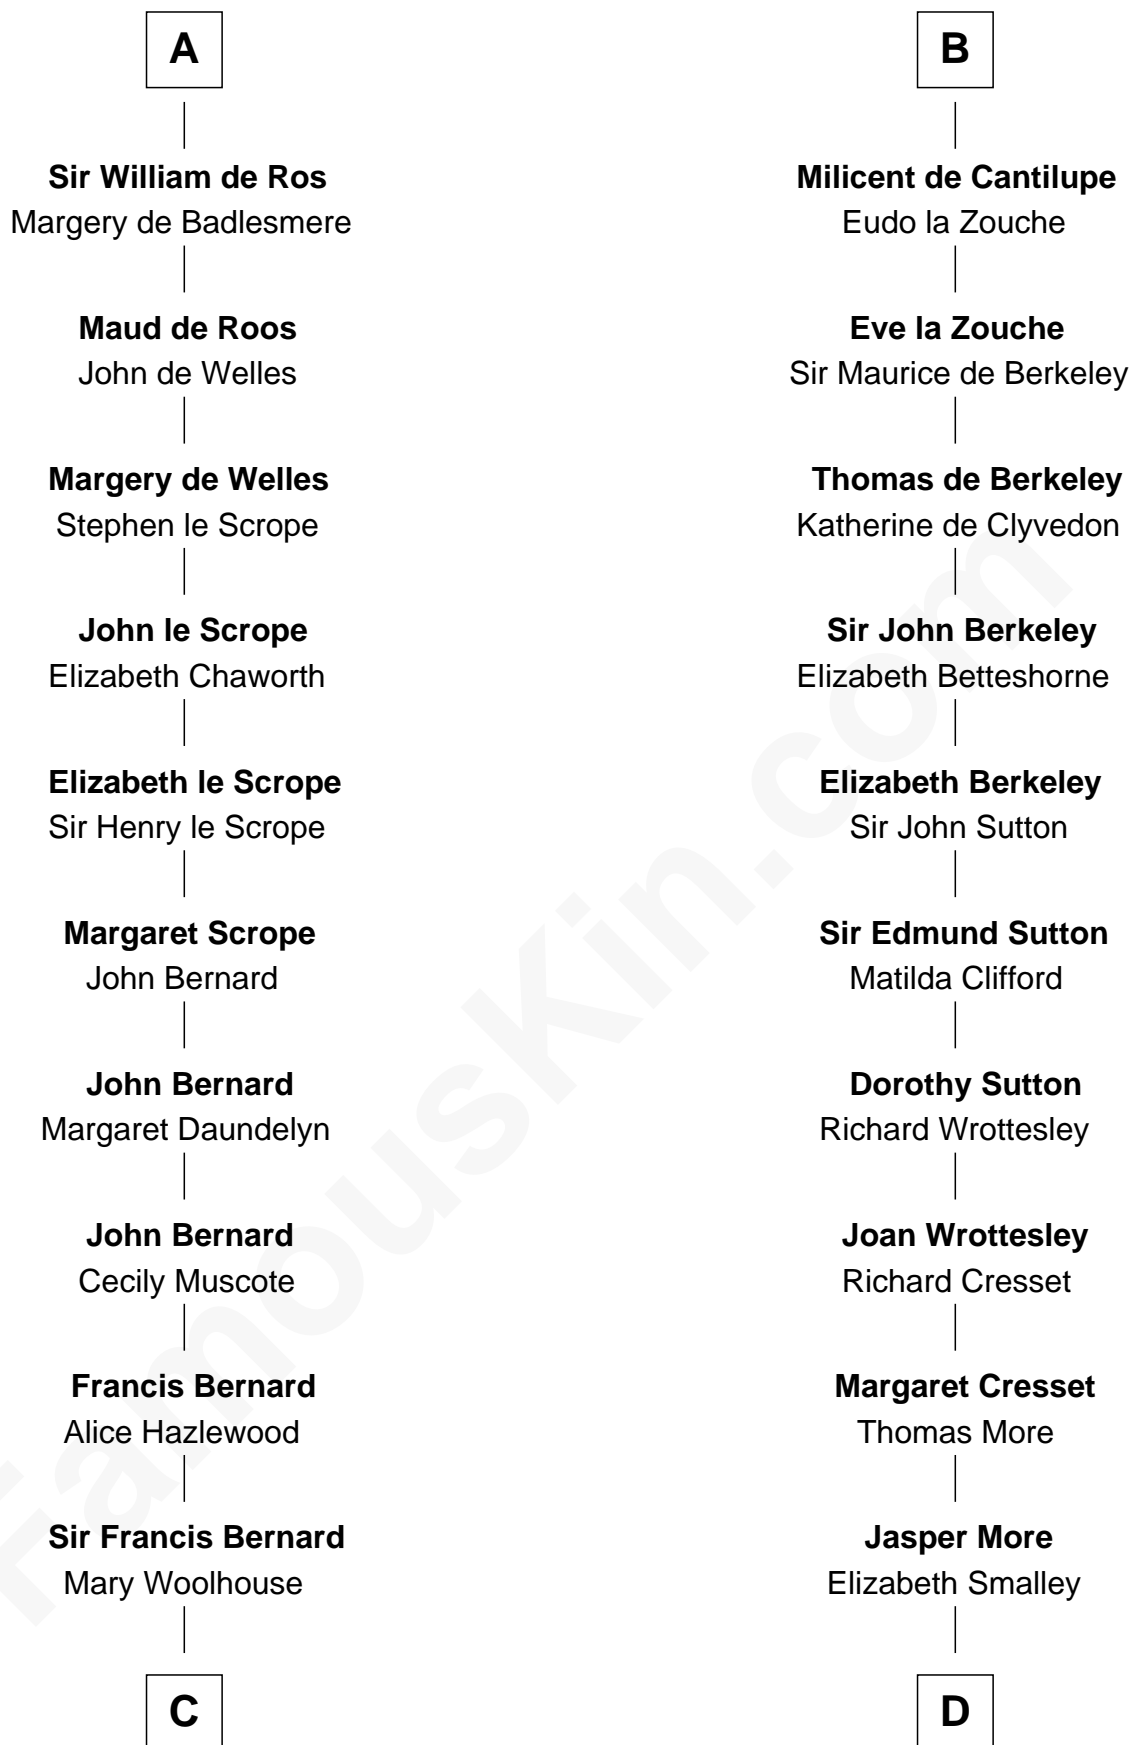 A
Sir William de Ros
Margery de Badlesmere
Maud de Roos
John de Welles
Margery de Welles
Stephen le Scrope
John le Scrope
Elizabeth Chaworth
Elizabeth le Scrope
Sir Henry le Scrope
Margaret Scrope
John Bernard
John Bernard
Margaret Daundelyn
John Bernard
Cecily Muscote
Francis Bernard
Alice Hazlewood
Sir Francis Bernard
Mary Woolhouse
C
B
Milicent de Cantilupe
Eudo la Zouche
Eve la Zouche
Sir Maurice de Berkeley
Thomas de Berkeley
Katherine de Clyvedon
Sir John Berkeley
Elizabeth Betteshorne
Elizabeth Berkeley
Sir John Sutton
Sir Edmund Sutton
Matilda Clifford
Dorothy Sutton
Richard Wrottesley
Joan Wrottesley
Richard Cresset
Margaret Cresset
Thomas More
Jasper More
Elizabeth Smalley
D
FamousKin.com